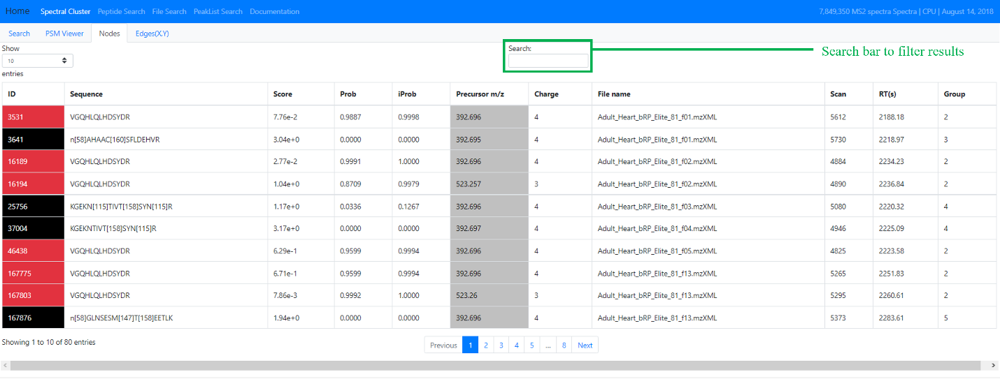 Home Spectral Cluster Peptide Search File Search PeakList Search Documentation 7,849,350 MS2 spectra Spectra | CPU | August 14, 2018
Search PSM Viewer Nodes Edges(X,Y)
Show Search:
10 Search bar to filter results
entries
ID Sequence Score Prob iProb Precursor m/z Charge File name Scan RT(s) Group
3531 VGQHLQLHDSYDR 7.76e-2 0.9887 0.9998 392.696 4 Adult_Heart_bRP_Elite_81_f01.mzXML 5612 2188.18 2
3641 n[58]AHAAC[160]SFLDEHVR 3.04e+0 0.0000 0.0000 392.695 4 Adult_Heart_bRP_Elite_81_f01.mzXML 5730 2218.97 3
16189 VGQHLQLHDSYDR 2.77e-2 0.9991 1.0000 392.696 4 Adult_Heart_bRP_Elite_81_f02.mzXML 4884 2234.23 2
16194 VGQHLQLHDSYDR 1.04e+0 0.8709 0.9979 523.257 3 Adult_Heart_bRP_Elite_81_f02.mzXML 4890 2236.84 2
25756 KGEKN[115]TIVT[158]SYN[115]R 1.17e+0 0.0336 0.1267 392.696 4 Adult_Heart_bRP_Elite_81_f03.mzXML 5080 2220.32 4
37004 KGEKNTIVT[158]SYN[115]R 3.17e+0 0.0000 0.0000 392.697 4 Adult_Heart_bRP_Elite_81_f04.mzXML 4946 2225.09 4
46438 VGQHLQLHDSYDR 6.29e-1 0.9599 0.9994 392.696 4 Adult_Heart_bRP_Elite_81_f05.mzXML 4825 2223.58 2
167775 VGQHLQLHDSYDR 6.71e-1 0.9599 0.9994 392.696 4 Adult_Heart_bRP_Elite_81_f13.mzXML 5265 2251.83 2
167803 VGQHLQLHDSYDR 7.86e-3 0.9992 1.0000 523.26 3 Adult_Heart_bRP_Elite_81_f13.mzXML 5295 2260.61 2
167876 n[58]GLNSESM[147]T[158]EETLK 1.94e+0 0.0000 0.0000 392.696 4 Adult_Heart_bRP_Elite_81_f13.mzXML 5373 2283.61 5
Showing 1 to 10 of 80 entries Previous 1 2 3 4 5 ... 8 Next